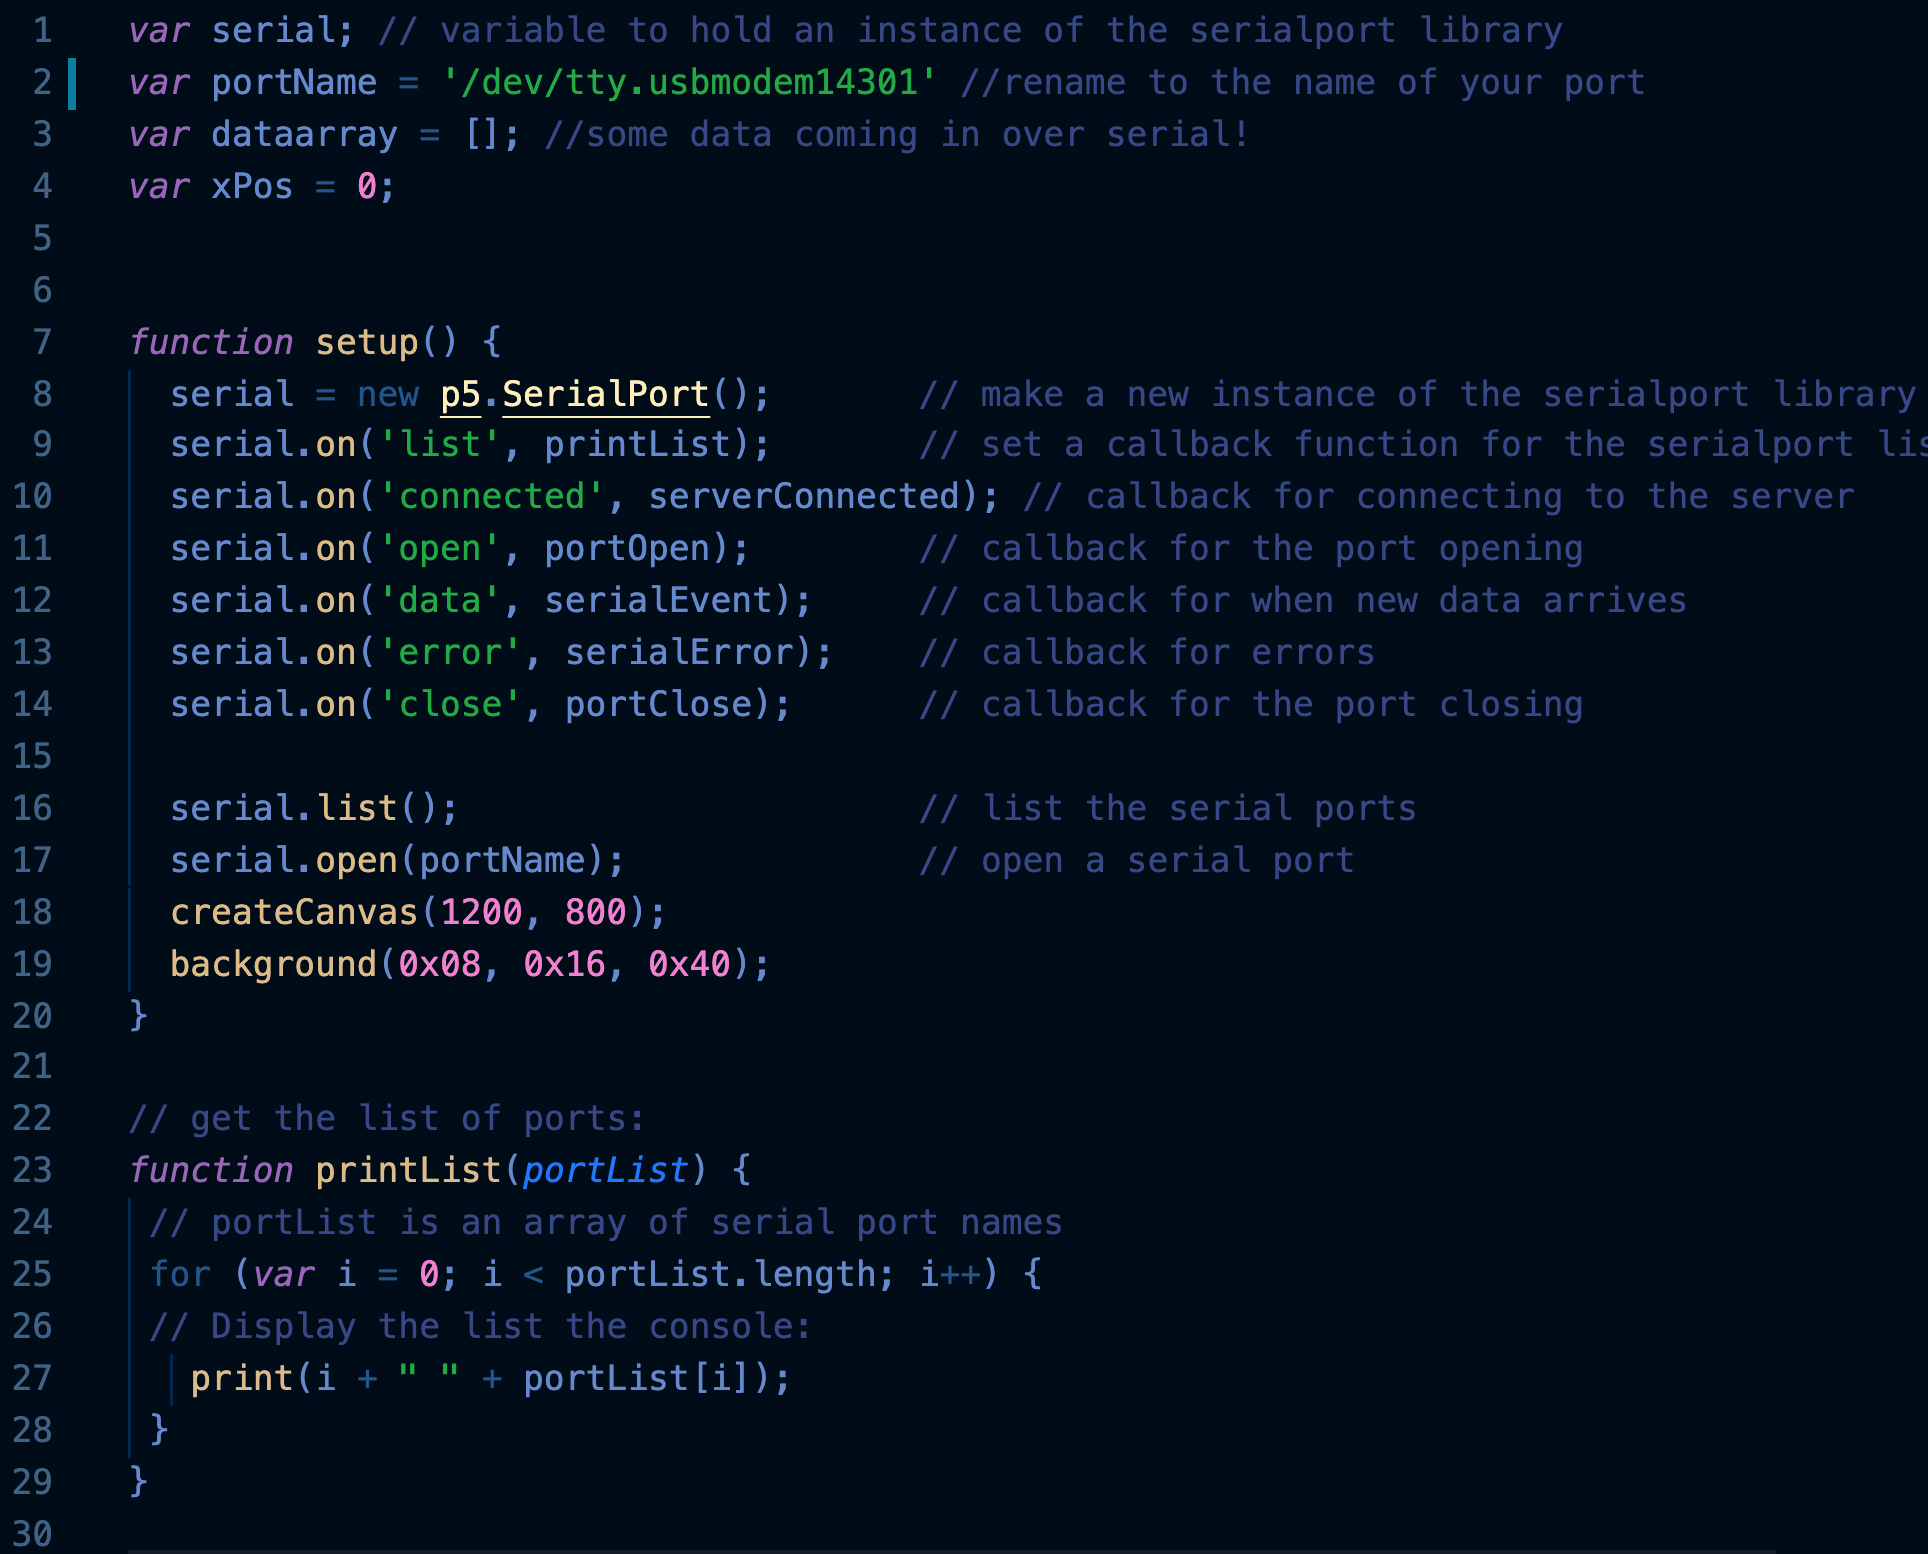 1 var serial; // variable to hold an instance of the serialport library
2 var portName = '/dev/tty.usbmodem14301' //rename to the name of your port
3 var dataarray = []; //some data coming in over serial!
4 var xPos = 0;
5
6
7 function setup() {
8 serial = new p5.SerialPort(); // make a new instance of the serialport library
9 serial.on('list', printList); // set a callback function for the serialport
10 serial.on('connected', serverConnected); // callback for connecting to the server
11 serial.on('open', portOpen); // callback for the port opening
12 serial.on('data', serialEvent); // callback for when new data arrives
13 serial.on('error', serialError); // callback for errors
14 serial.on('close', portClose); // callback for the port closing
15
16 serial.list(); // list the serial ports
17 serial.open(portName); // open a serial port
18 createCanvas(1200, 800);
19 background(0x08, 0x16, 0x40);
20 }
21
22 // get the list of ports:
23 function printList(portList) {
24 // portList is an array of serial port names
25 for (var i = 0; i < portList.length; i++) {
26 // Display the list the console:
27 print(i + " " + portList[i]);
28 }
29 }
30